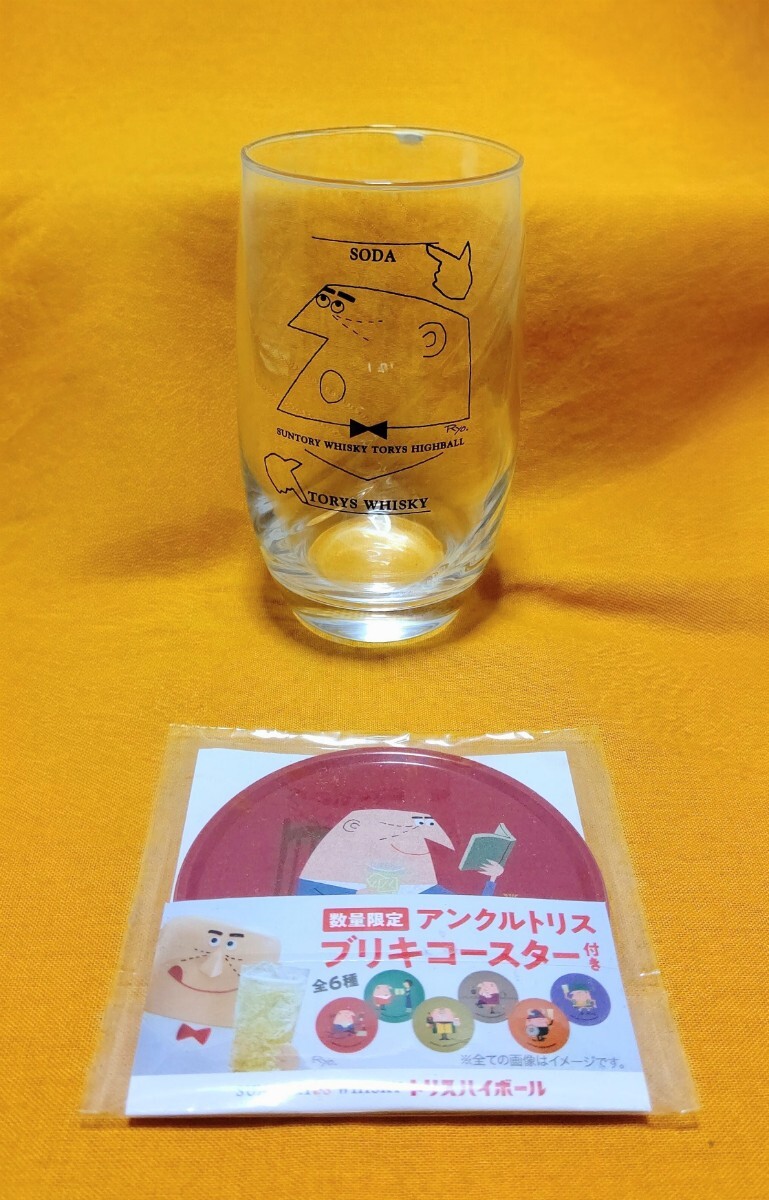 SODA
Ryo.
SUNTORY WHISKY TORYS HIGHBALL
TORYS WHISKY
数量限定 アンクルトリス
ブリキコースター付き
全6種
Ryo.
※全ての画像はイメージです。
WHISKY トリスハイボール